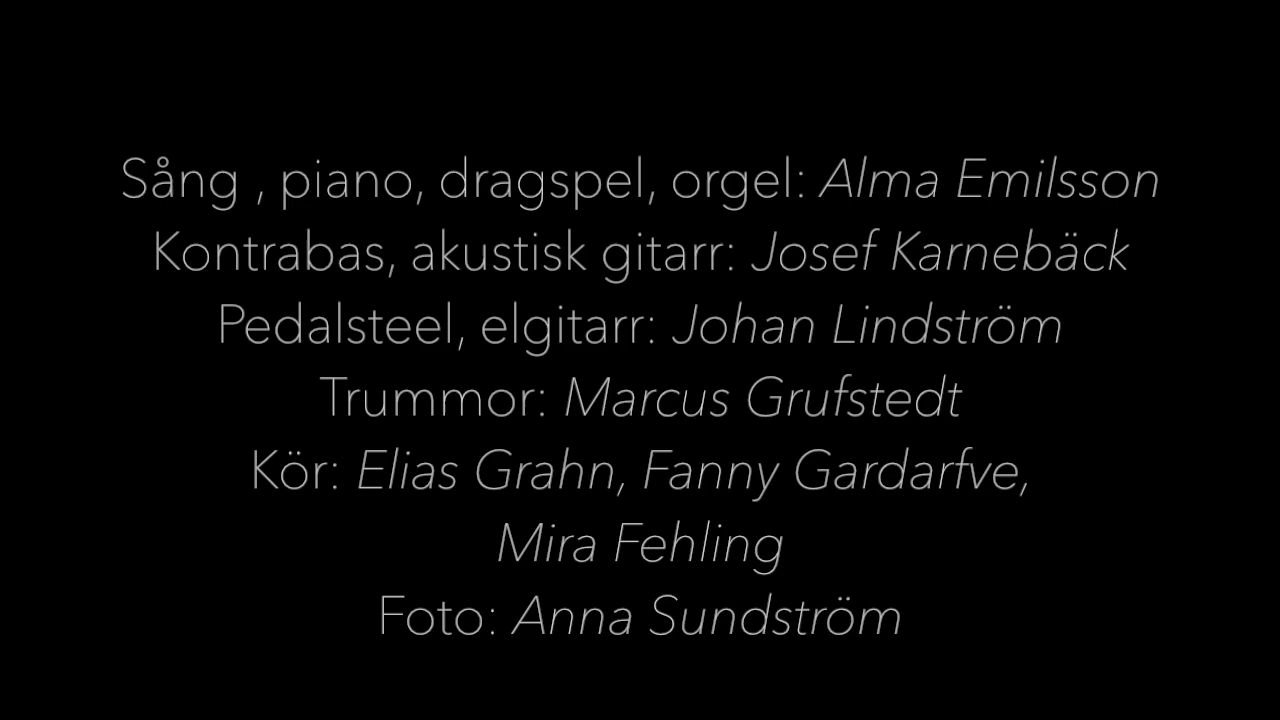 Sång , piano, dragspel, orgel: Alma Emilsson
Kontrabas, akustisk gitarr: Josef Karnebäck
Pedalsteel, elgitarr: Johan Lindström
Trummor: Marcus Grufstedt
Kör: Elias Grahn, Fanny Gardarfve,
Mira Fehling
Foto: Anna Sundström